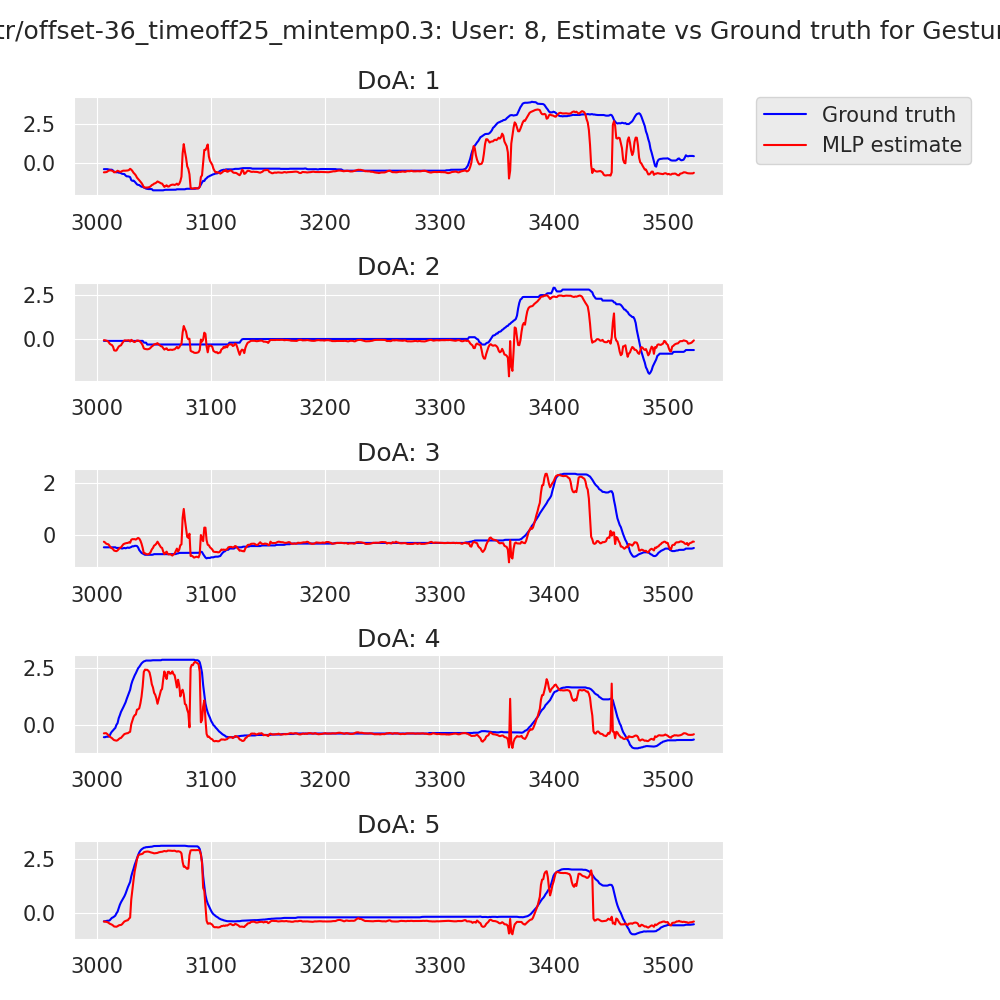 tr/offset-36_timeoff25_mintemp0.3: User: 8, Estimate vs Ground truth for Gestur
DoA: 1
Ground truth
MLP estimate
2.5
0.0
3000 3100 3200 3300 3400 3500
DoA: 2
2.5
0.0
3000 3100 3200 3300 3400 3500
DoA: 3
2
0
3000 3100 3200 3300 3400 3500
DoA: 4
2.5
0.0
3000 3100 3200 3300 3400 3500
DoA: 5
2.5
0.0
3000 3100 3200 3300 3400 3500